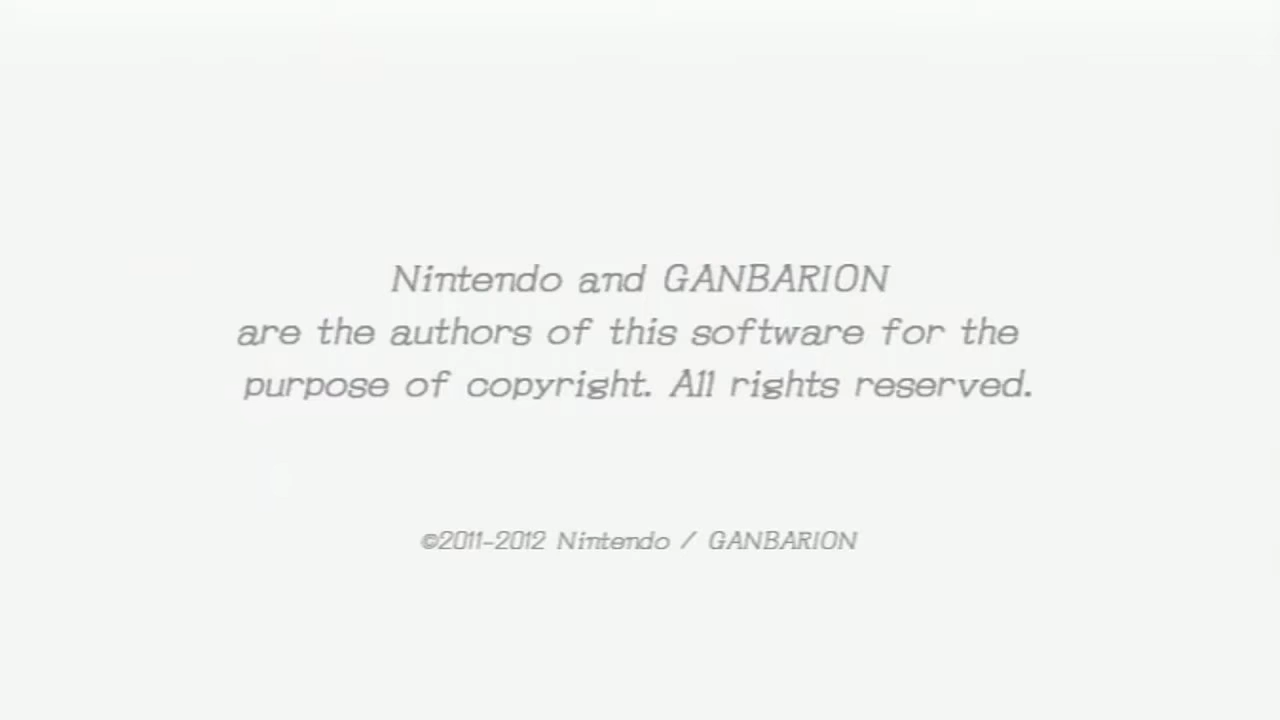 Nintendo and GANBARION
are the authors of this software for the
purpose of copyright. All rights reserved.
©2011-2012 Nintendo / GANBARION